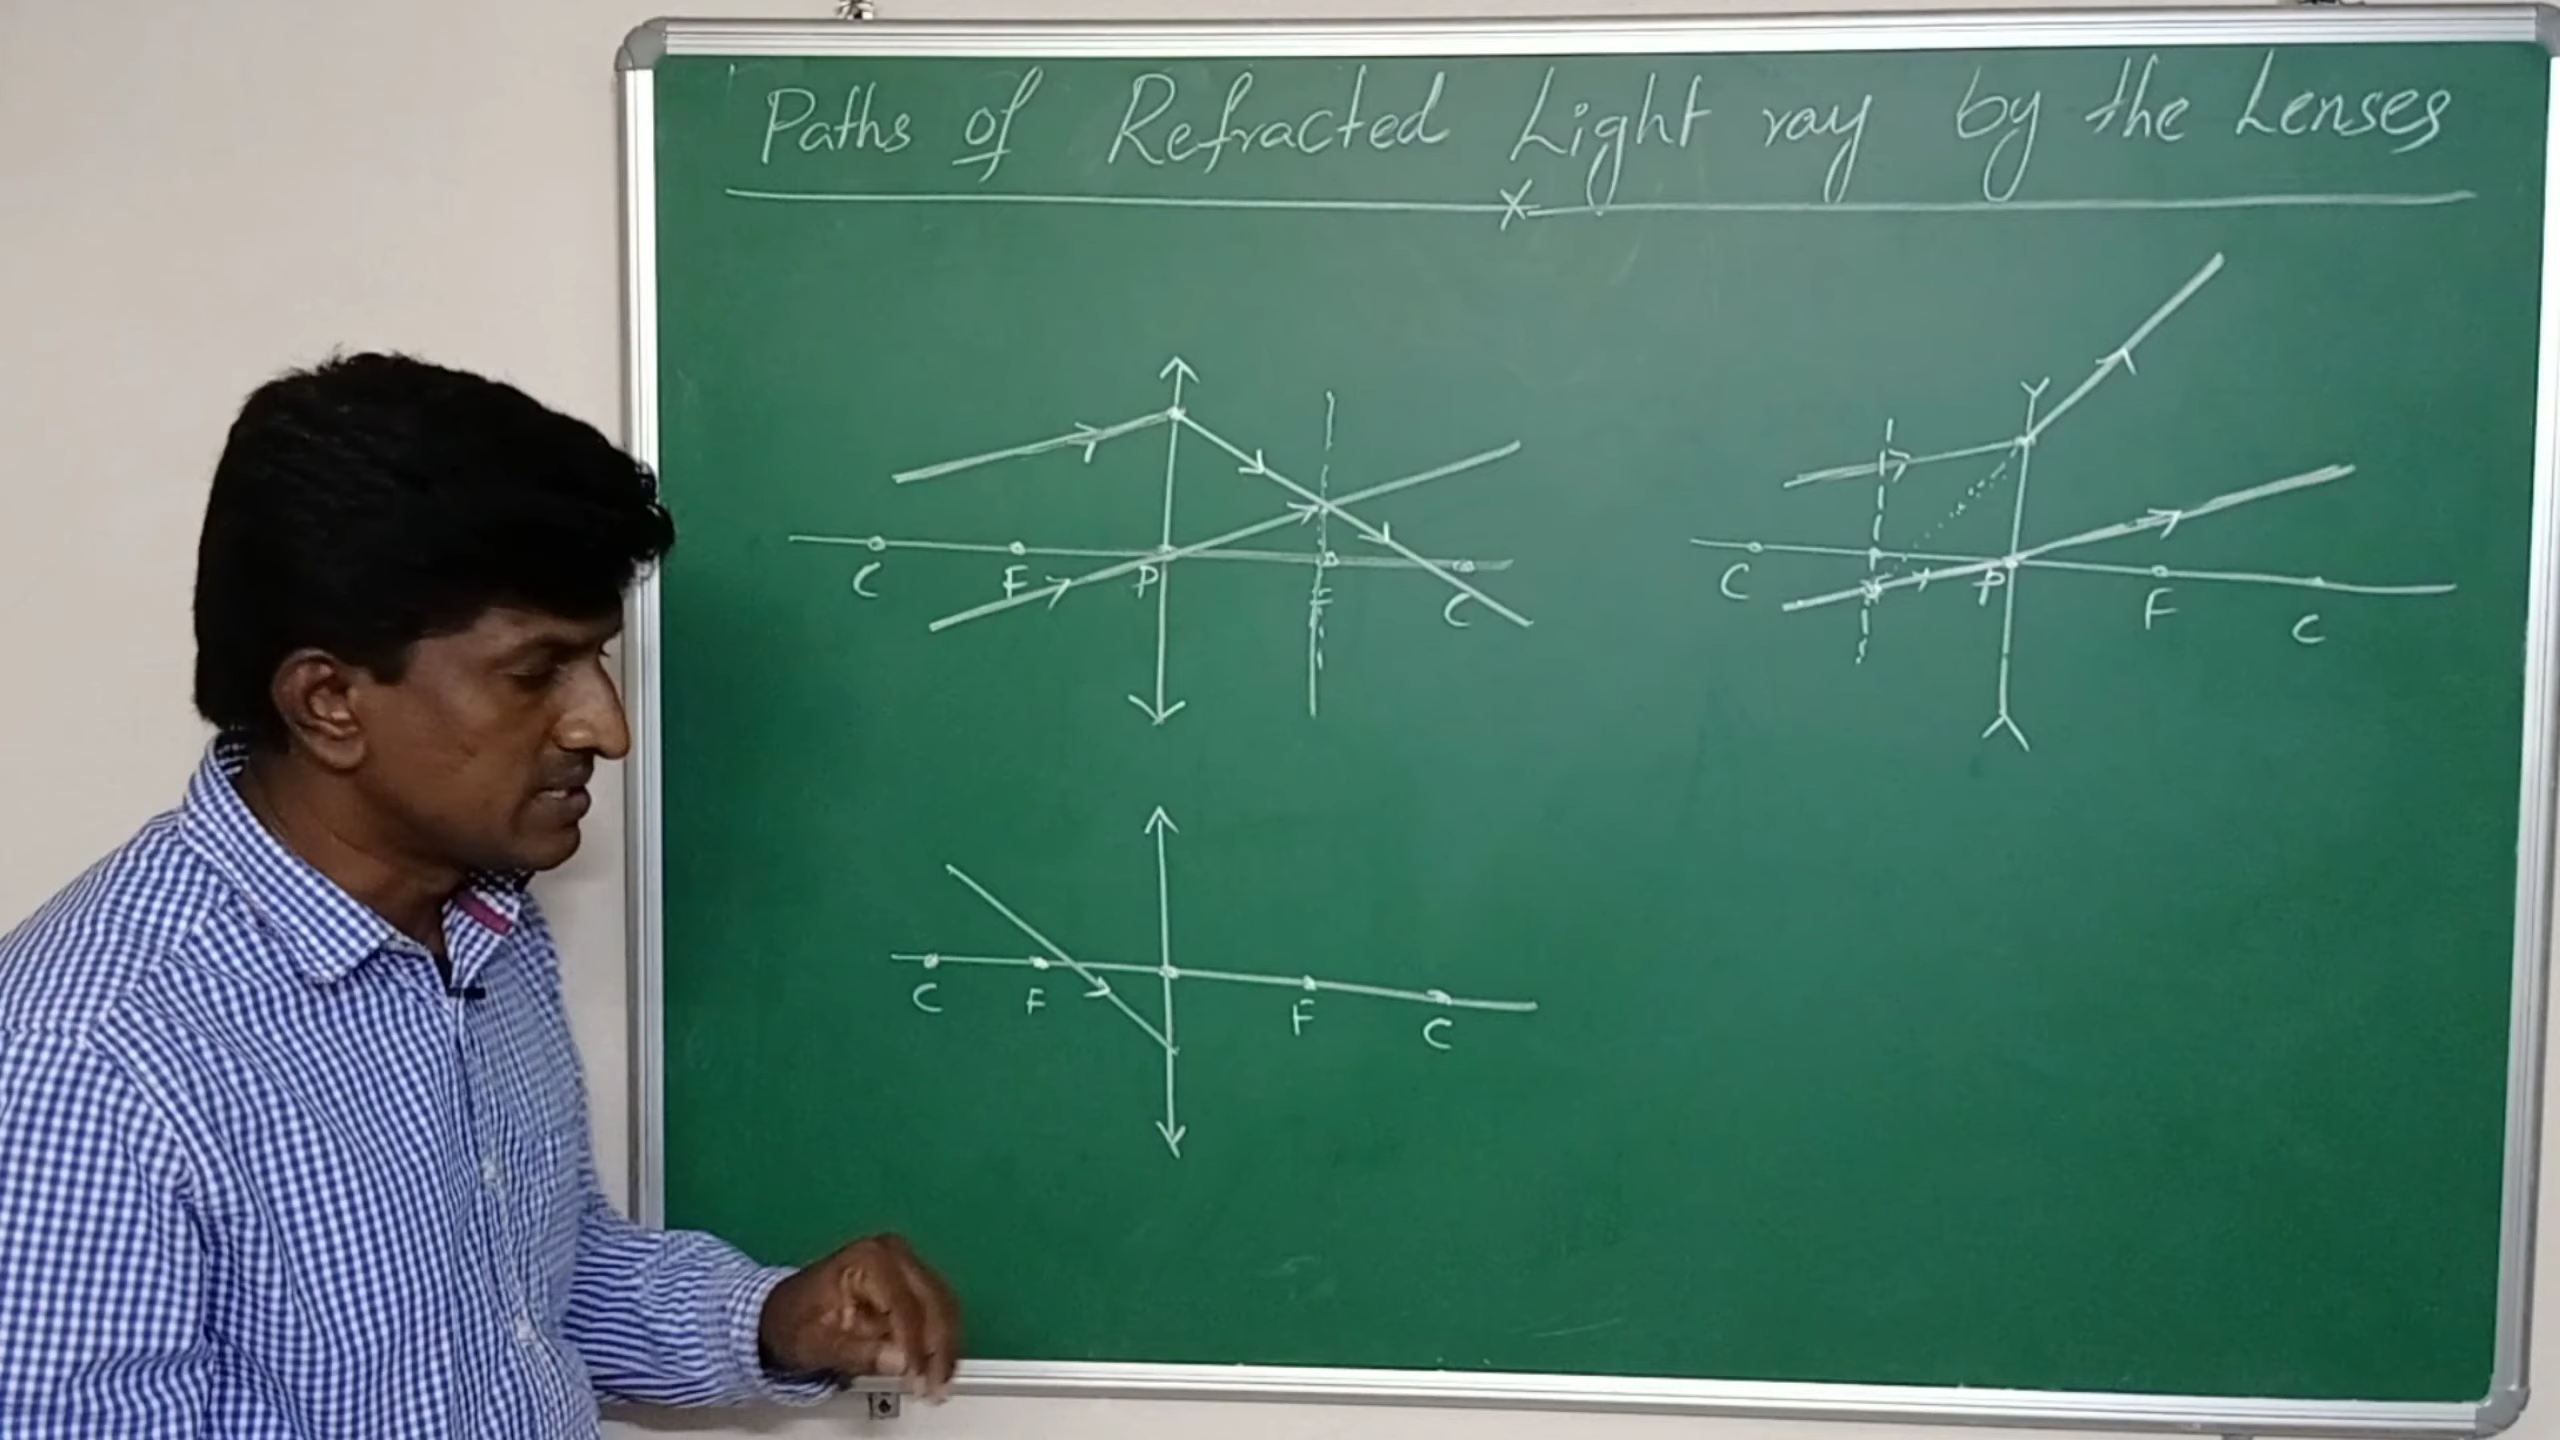 Paths of Refracted Light ray by the Lenses
C F P F C
C F P F C
C F F C